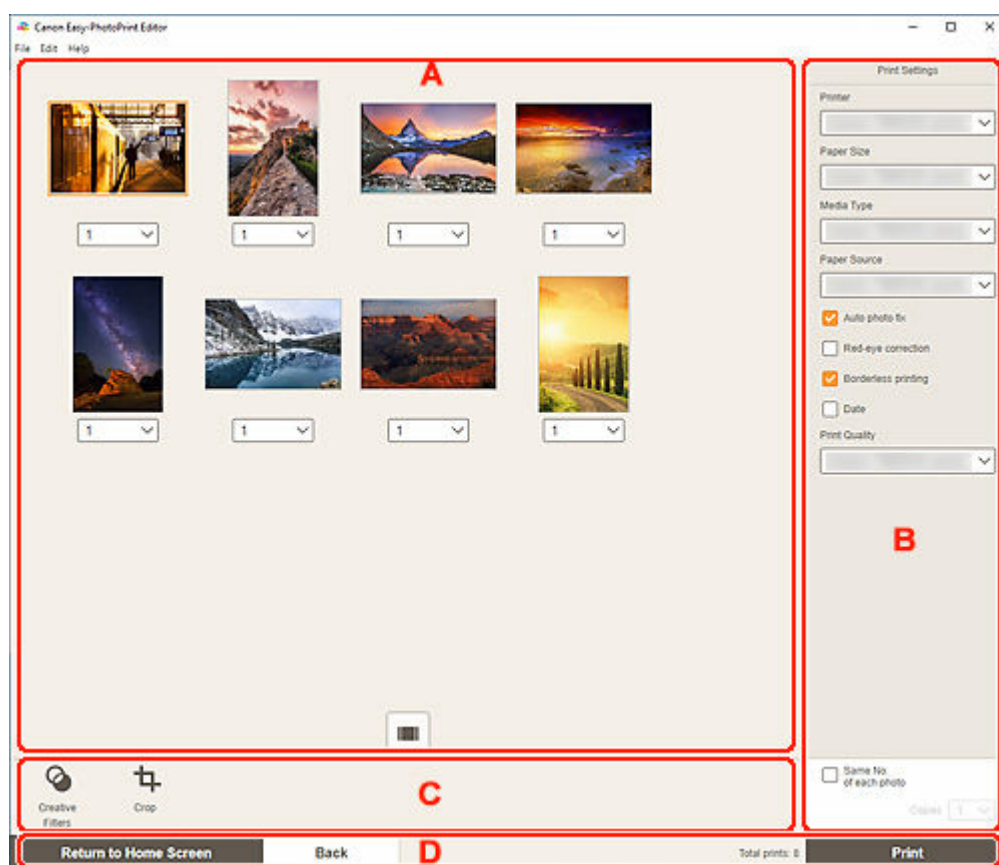 Canon Easy-PhotoPrint Editor
File Edit Help
A
Print Settings
Printer
Paper Size
1 1 1 1
Media Type
Paper Source
Auto photo fix
Red-eye correction
Borderless printing
Date
1 1 1 1
Print Quality
B
Same No.
of each photo
Copies 1
Creative
Filters
Crop
C
Return to Home Screen Back D Total prints: 8 Print